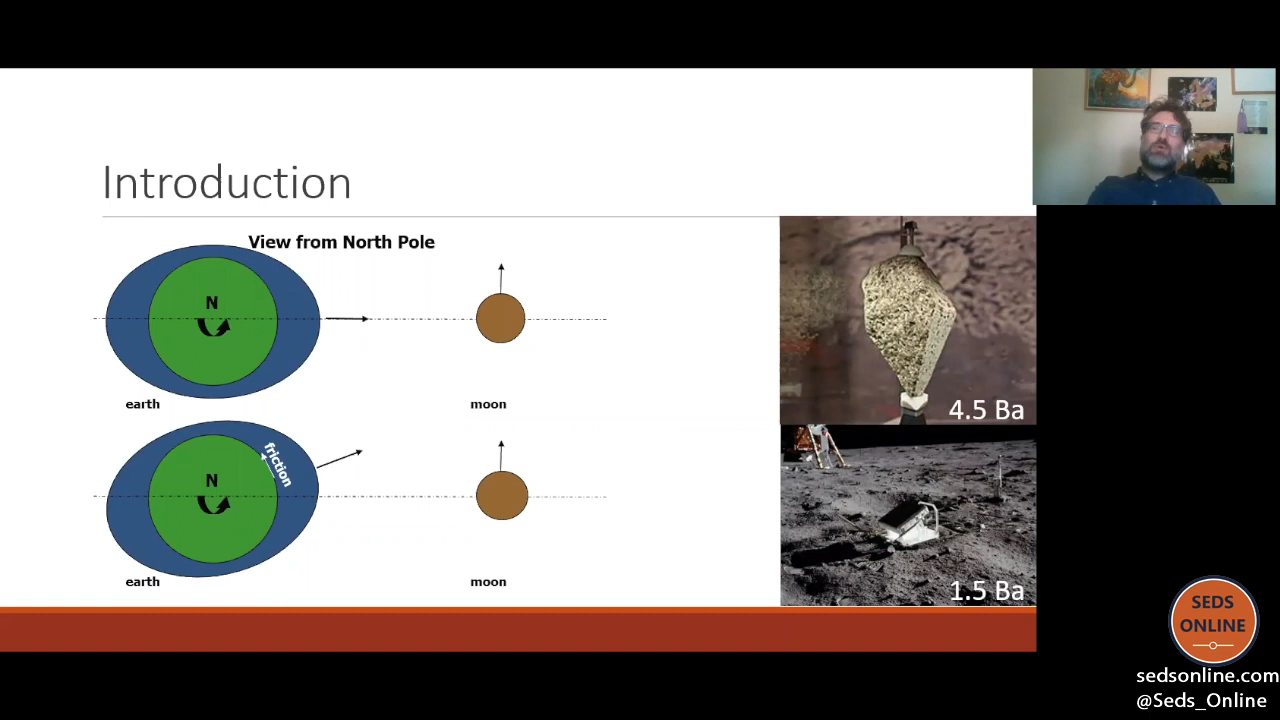 Introduction
View from North Pole
N
earth
moon
friction
N
earth
moon
4.5 Ba
1.5 Ba
SEDS
ONLINE
sedsonline.com
@Seds_Online